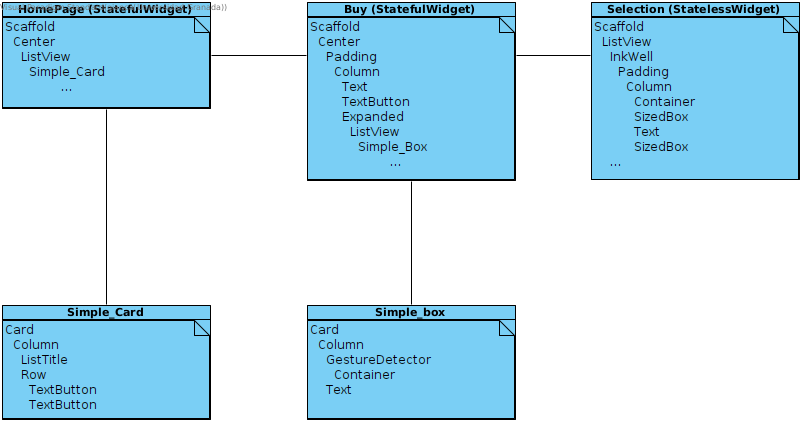 HomePage (StatefulWidget)
Scaffold
Center
ListView
Simple_Card
...
Buy (StatefulWidget)
Scaffold
Center
Padding
Column
Text
TextButton
Expanded
ListView
Simple_Box
...
Selection (StatelessWidget)
Scaffold
ListView
InkWell
Padding
Column
Container
SizedBox
Text
SizedBox
...
Simple_Card
Card
Column
ListTitle
Row
TextButton
TextButton
Simple_box
Card
Column
GestureDetector
Container
Text